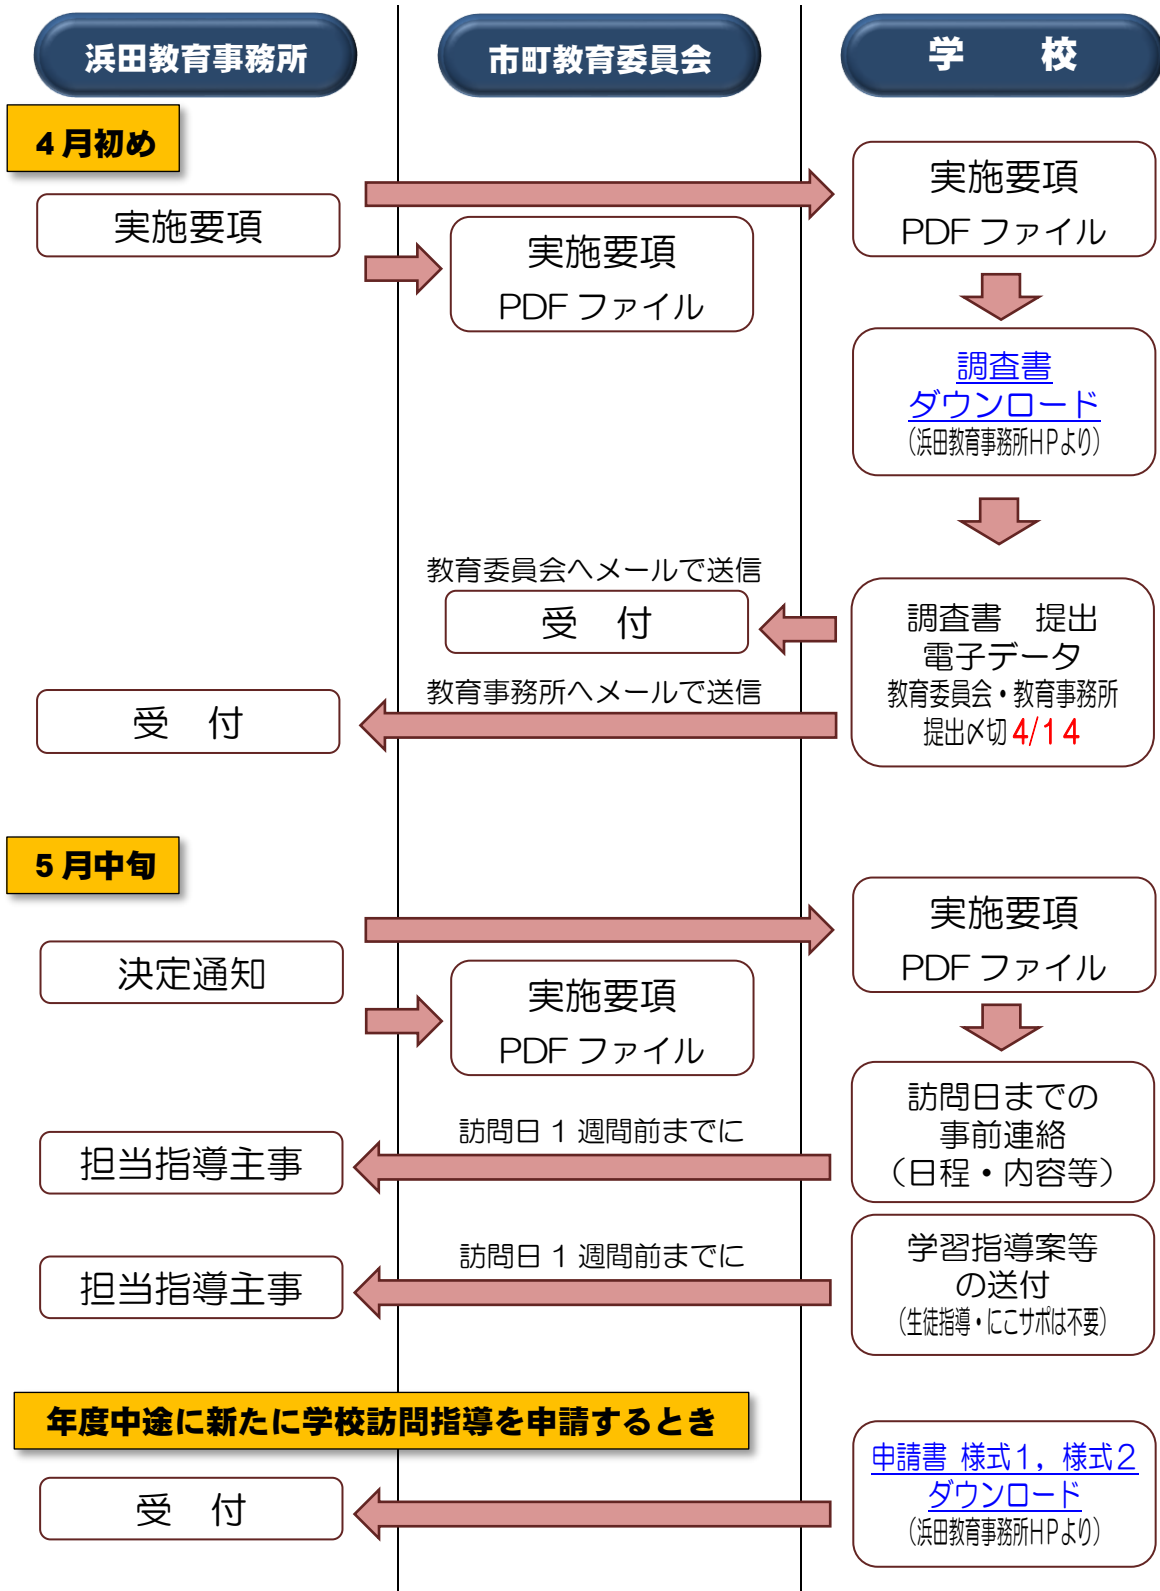 浜田教育事務所
市町教育委員会
学　校
4月初め
実施要項
実施要項
PDFファイル
実施要項
PDFファイル
調査書
ダウンロード
（浜田教育事務所HPより）
教育委員会へメールで送信
受　付
調査書　提出
電子データ
教育委員会・教育事務所
提出〆切 4/14
教育事務所へメールで送信
受　付
5月中旬
決定通知
実施要項
PDFファイル
実施要項
PDFファイル
訪問日までの
事前連絡
（日程・内容等）
訪問日1週間前までに
担当指導主事
学習指導案等
の送付
（生徒指導・にこサポは不要）
訪問日1週間前までに
担当指導主事
年度中途に新たに学校訪問指導を申請するとき
申請書 様式1，様式2
ダウンロード
（浜田教育事務所HPより）
受　付